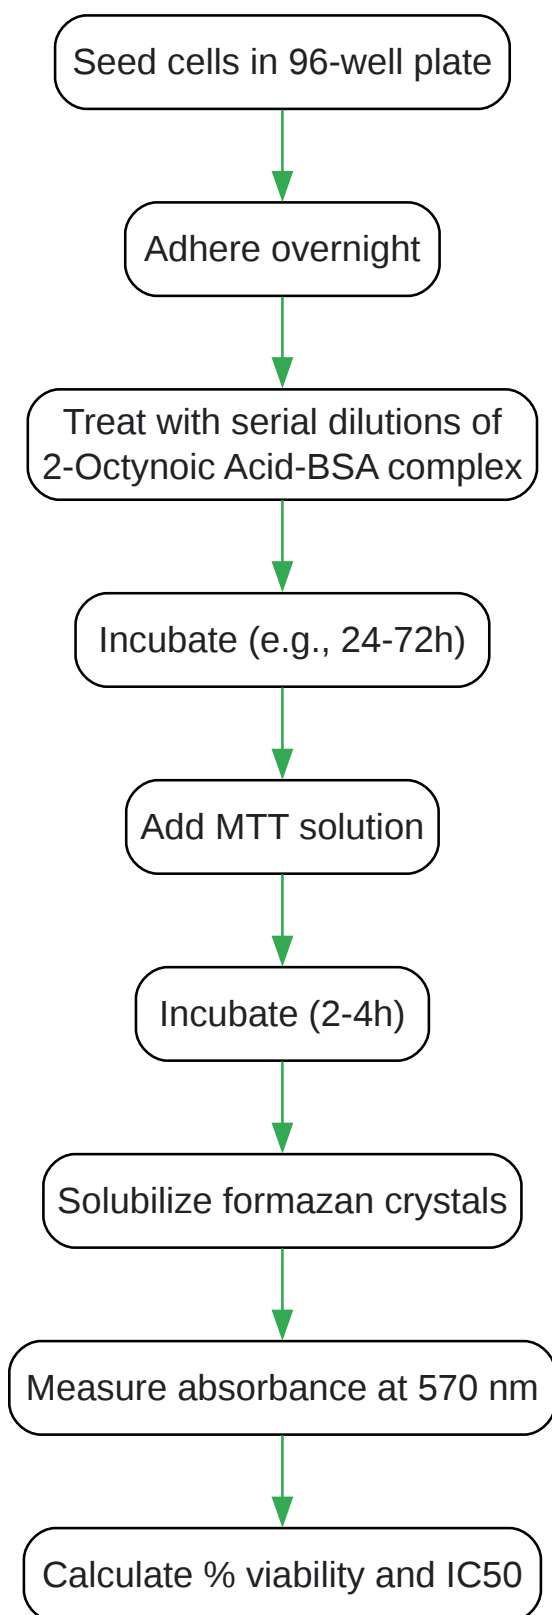 Seed cells in 96-well plate
Adhere overnight
Treat with serial dilutions of
2-Octynoic Acid-BSA complex
Incubate (e.g., 24-72h)
Add MTT solution
Incubate (2-4h)
Solubilize formazan crystals
Measure absorbance at 570 nm
Calculate % viability and IC50